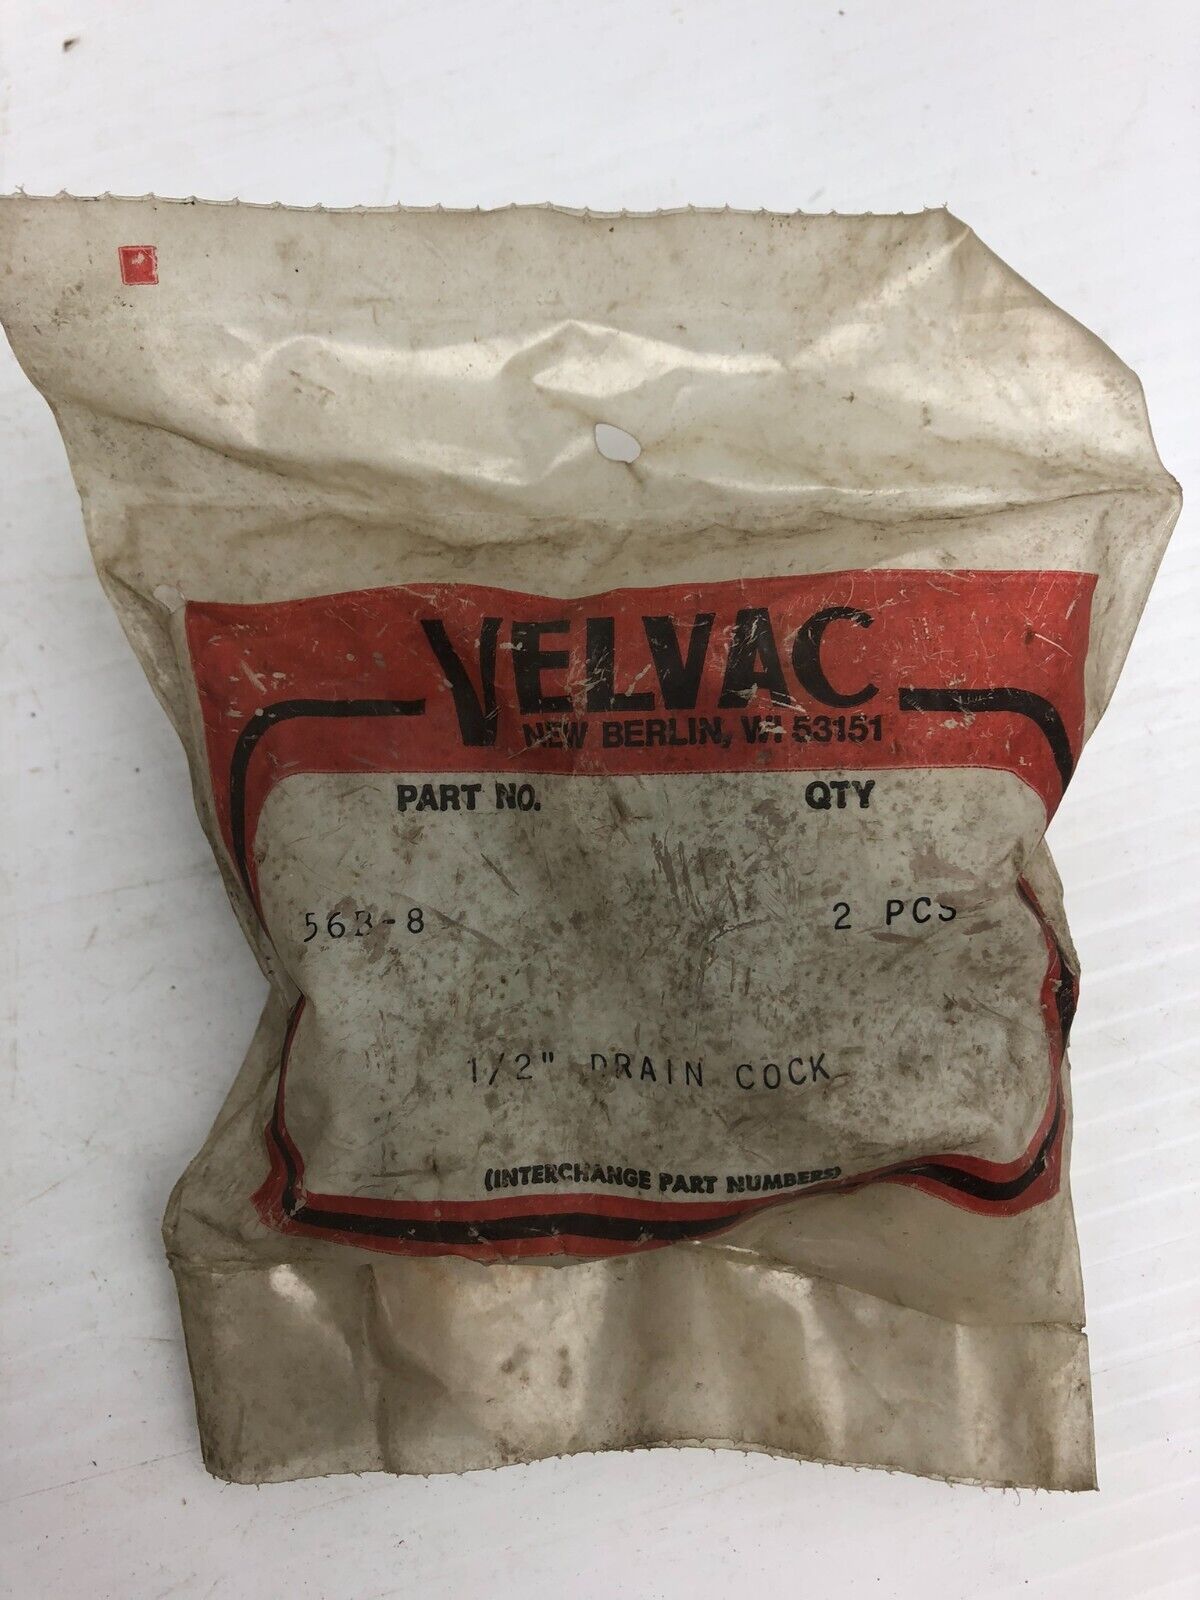 VELVAC
NEW BERLIN, WI 53151
PART NO. QTY
56B-8 2 PCS
1/2" DRAIN COCK
(INTERCHANGE PART NUMBERS)